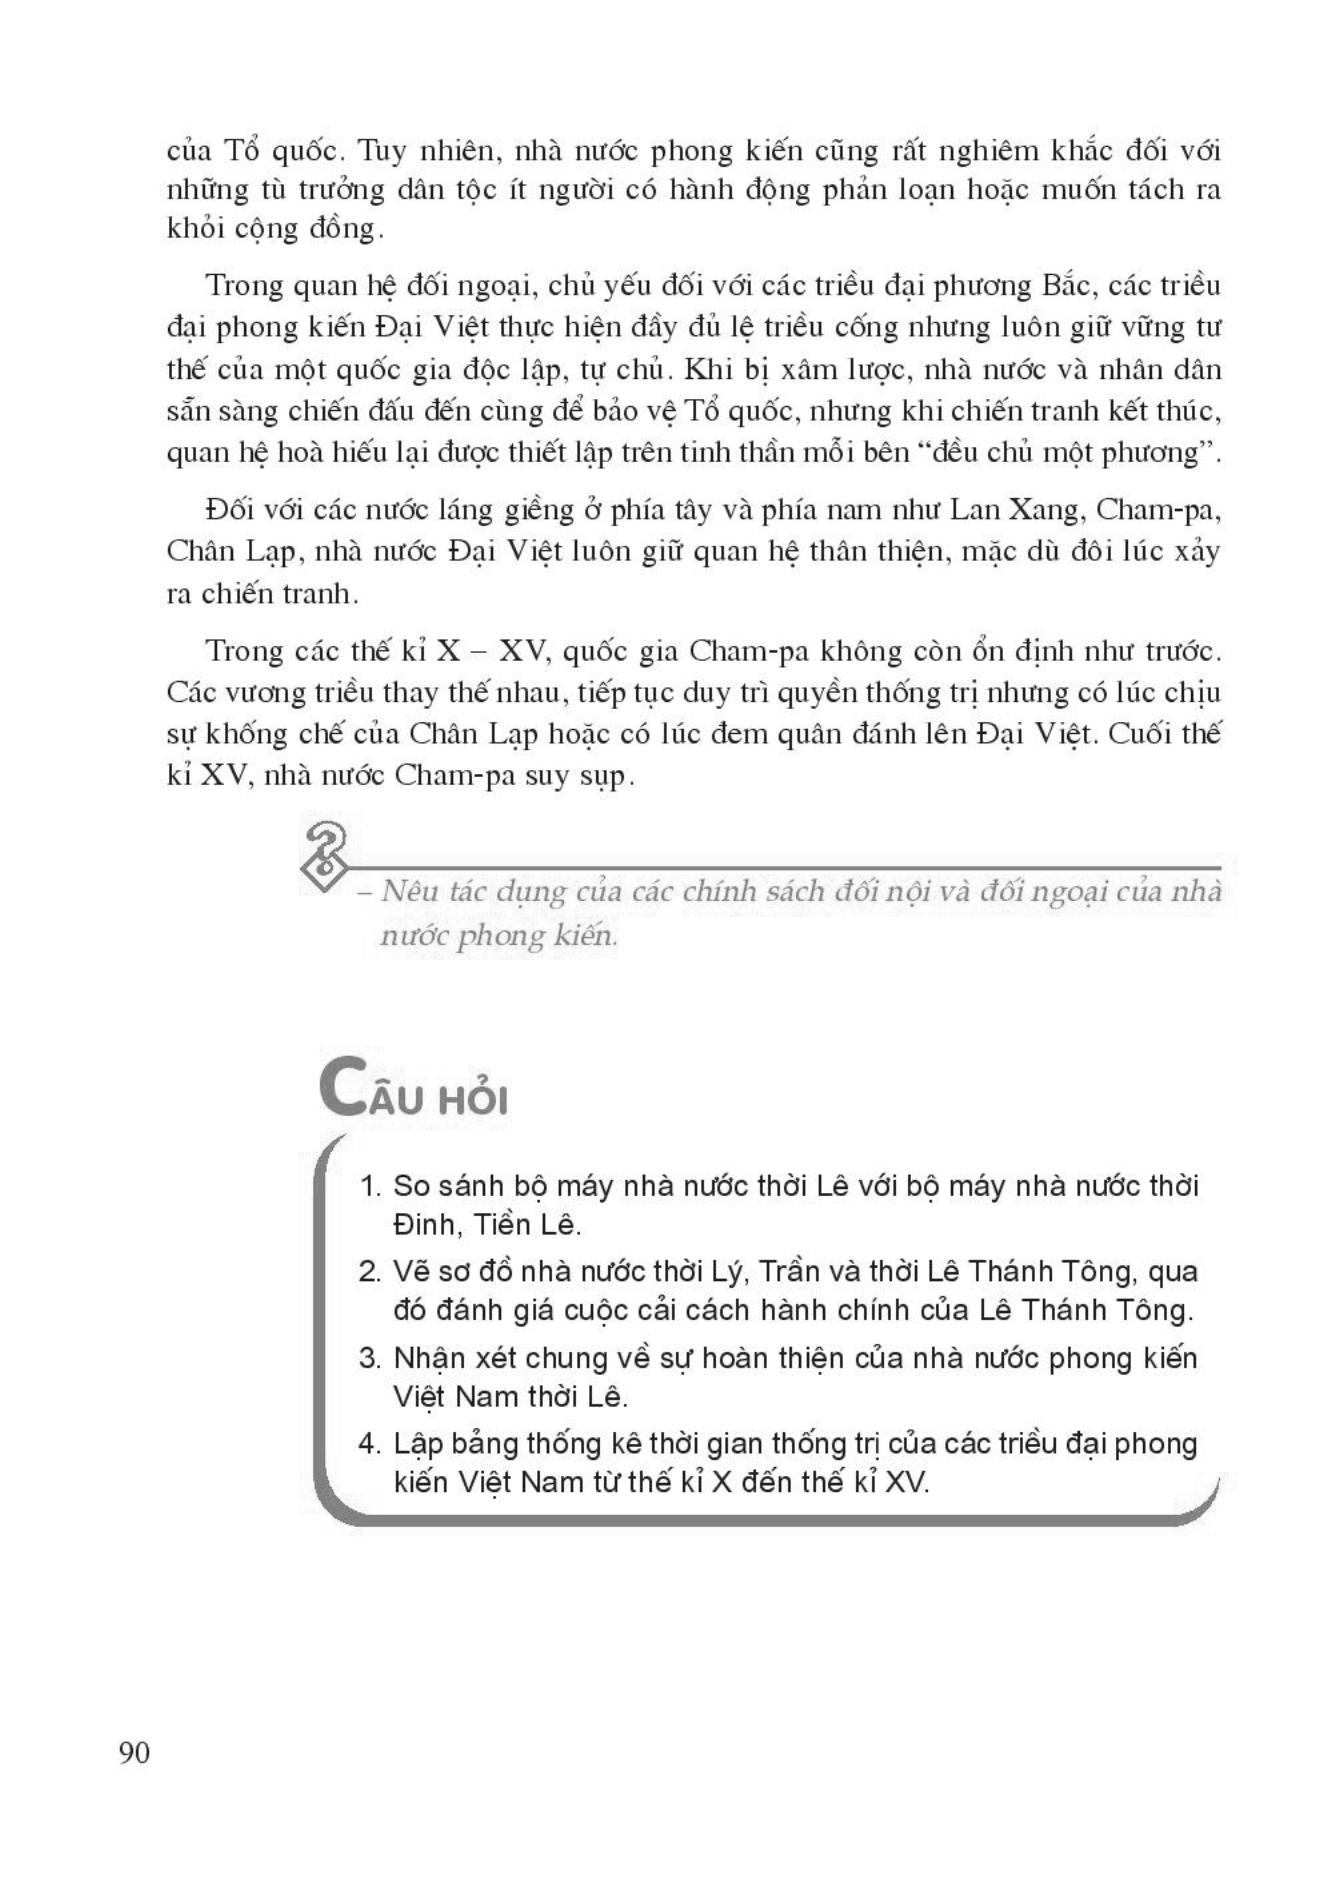 của Tổ quốc. Tuy nhiên, nhà nước phong kiến cũng rất nghiêm khắc đối với
những tù trưởng dân tộc ít người có hành động phản loạn hoặc muốn tách ra
khỏi cộng đồng.
Trong quan hệ đối ngoại, chủ yếu đối với các triều đại phương Bắc, các triều
đại phong kiến Đại Việt thực hiện đầy đủ lệ triều cống nhưng luôn giữ vững tư
thế của một quốc gia độc lập, tự chủ. Khi bị xâm lược, nhà nước và nhân dân
sẵn sàng chiến đấu đến cùng để bảo vệ Tổ quốc, nhưng khi chiến tranh kết thúc,
quan hệ hoà hiếu lại được thiết lập trên tinh thần mỗi bên “đều chủ một phương”.
Đối với các nước láng giềng ở phía tây và phía nam như Lan Xang, Cham-pa,
Chân Lạp, nhà nước Đại Việt luôn giữ quan hệ thân thiện, mặc dù đôi lúc xảy
ra chiến tranh.
Trong các thế kỉ X – XV, quốc gia Cham-pa không còn ổn định như trước.
Các vương triều thay thế nhau, tiếp tục duy trì quyền thống trị nhưng có lúc chịu
sự khống chế của Chân Lạp hoặc có lúc đem quân đánh lên Đại Việt. Cuối thế
kỉ XV, nhà nước Cham-pa suy sụp.
?
– Nêu tác dụng của các chính sách đối nội và đối ngoại của nhà
nước phong kiến.
CÂU HỎI
1. So sánh bộ máy nhà nước thời Lê với bộ máy nhà nước thời
Đinh, Tiền Lê.
2. Vẽ sơ đồ nhà nước thời Lý, Trần và thời Lê Thánh Tông, qua
đó đánh giá cuộc cải cách hành chính của Lê Thánh Tông.
3. Nhận xét chung về sự hoàn thiện của nhà nước phong kiến
Việt Nam thời Lê.
4. Lập bảng thống kê thời gian thống trị của các triều đại phong
kiến Việt Nam từ thế kỉ X đến thế kỉ XV.
90